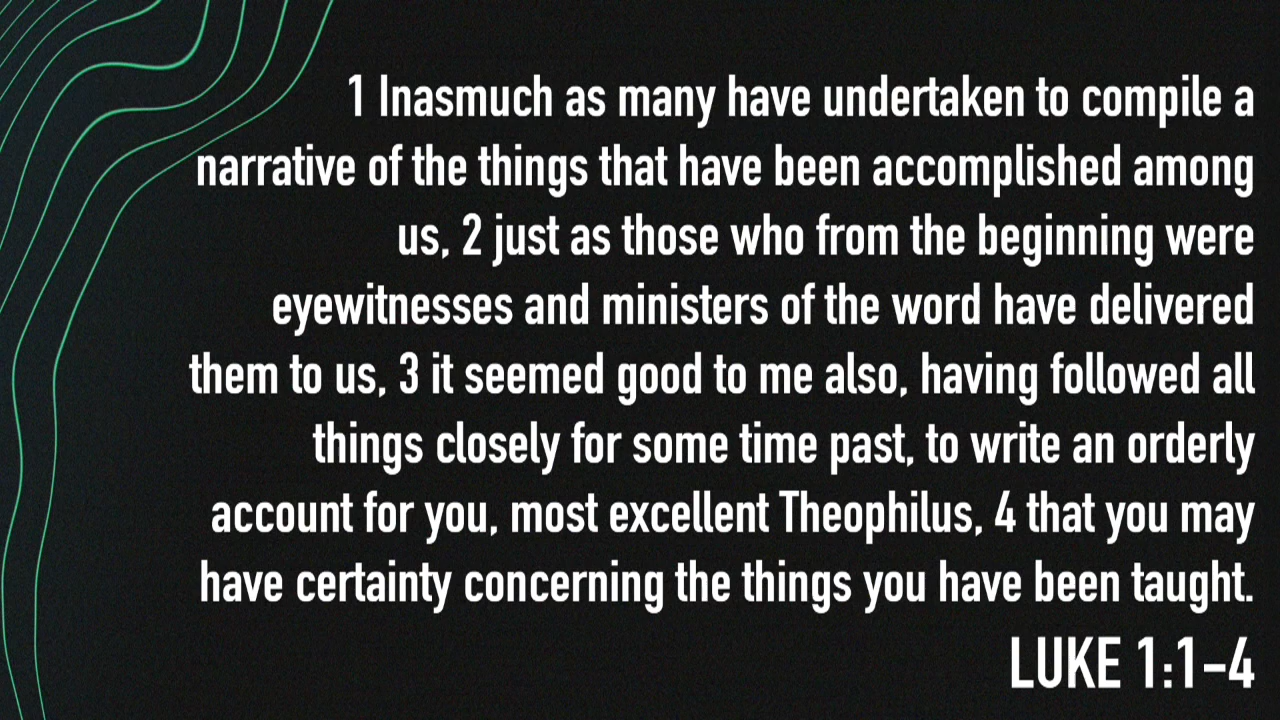 1 Inasmuch as many have undertaken to compile a
narrative of the things that have been accomplished among
us, 2 just as those who from the beginning were
eyewitnesses and ministers of the word have delivered
them to us, 3 it seemed good to me also, having followed all
things closely for some time past, to write an orderly
account for you, most excellent Theophilus, 4 that you may
have certainty concerning the things you have been taught.
LUKE 1:1–4